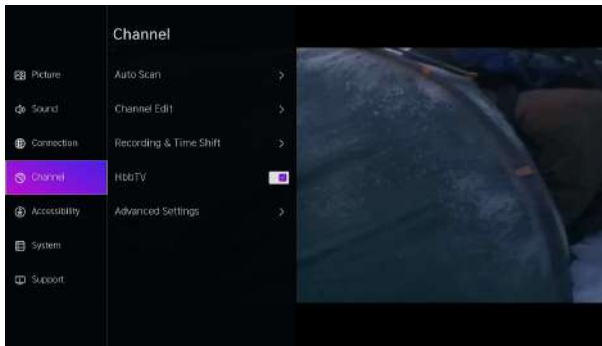 Channel
Picture
Auto Scan
Sound
Channel Edit
Connection
Recording & Time Shift
Channel
HbbTV
Accessibility
Advanced Settings
System
Support